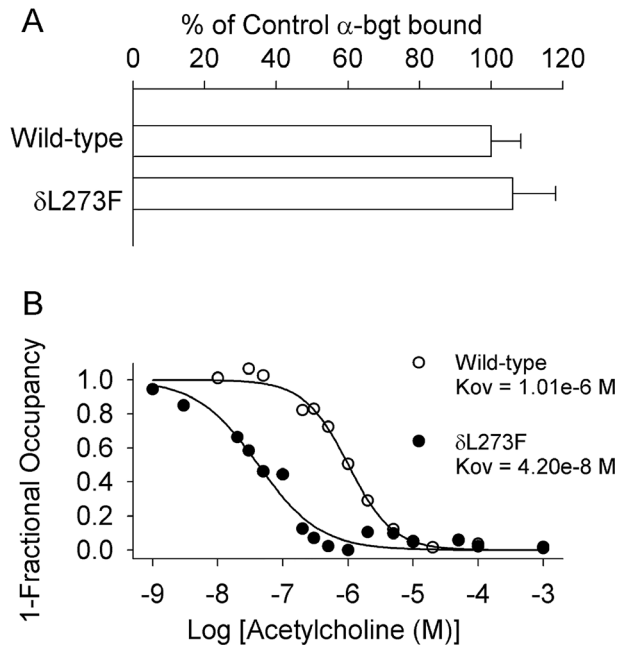 A
% of Control α-bgt bound
0 20 40 60 80 100 120
Wild-type
δL273F
B
1-Fractional Occupancy
1.0
0.8
0.6
0.4
0.2
0.0
Wild-type
Kov = 1.01e-6 M
δL273F
Kov = 4.20e-8 M
-9 -8 -7 -6 -5 -4 -3
Log [Acetylcholine (M)]